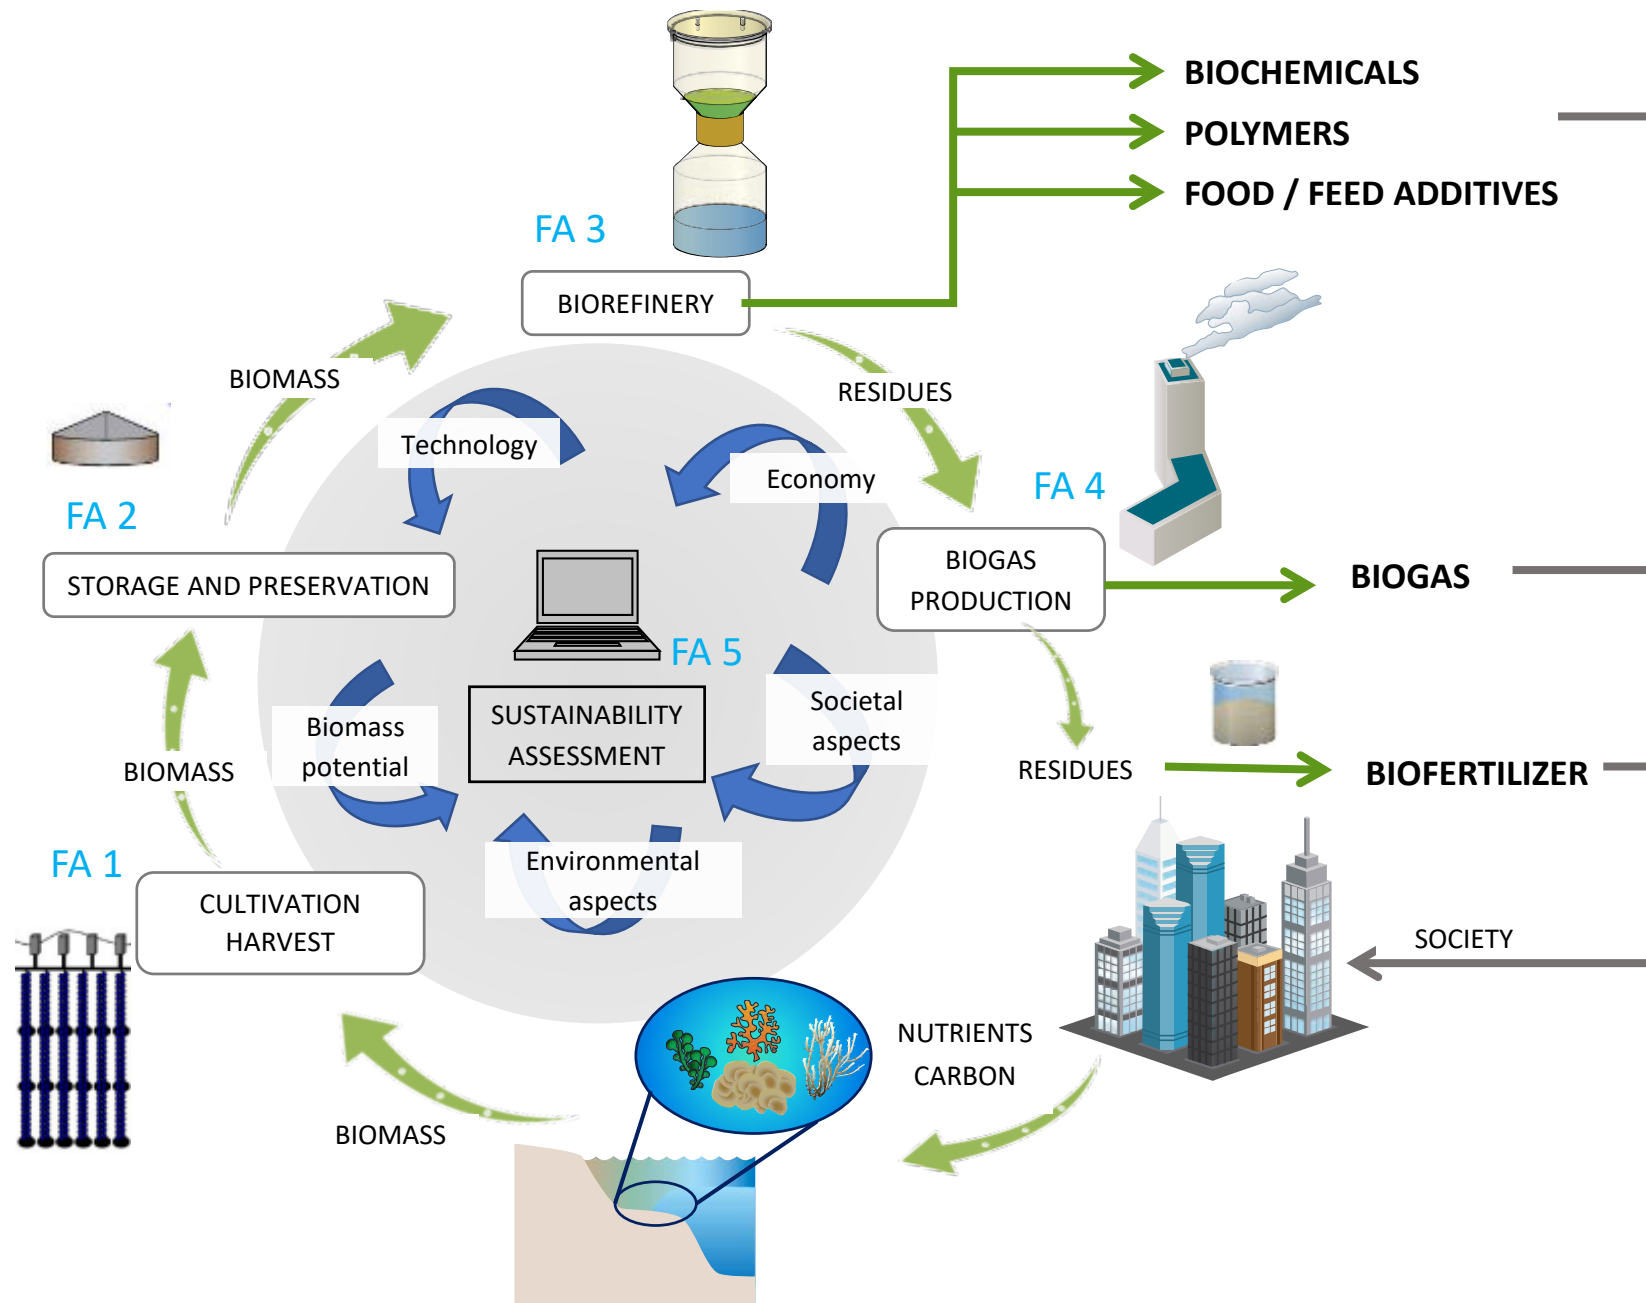 BIOCHEMICALS
POLYMERS
FOOD / FEED ADDITIVES
FA 3
BIOREFINERY
BIOMASS
RESIDUES
Technology
Economy
FA 2
STORAGE AND PRESERVATION
FA 4
BIOGAS
PRODUCTION
BIOGAS
FA 5
SUSTAINABILITY
ASSESSMENT
Biomass
potential
Societal
aspects
Environmental
aspects
BIOMASS
RESIDUES
BIOFERTILIZER
FA 1
CULTIVATION
HARVEST
SOCIETY
NUTRIENTS
CARBON
BIOMASS